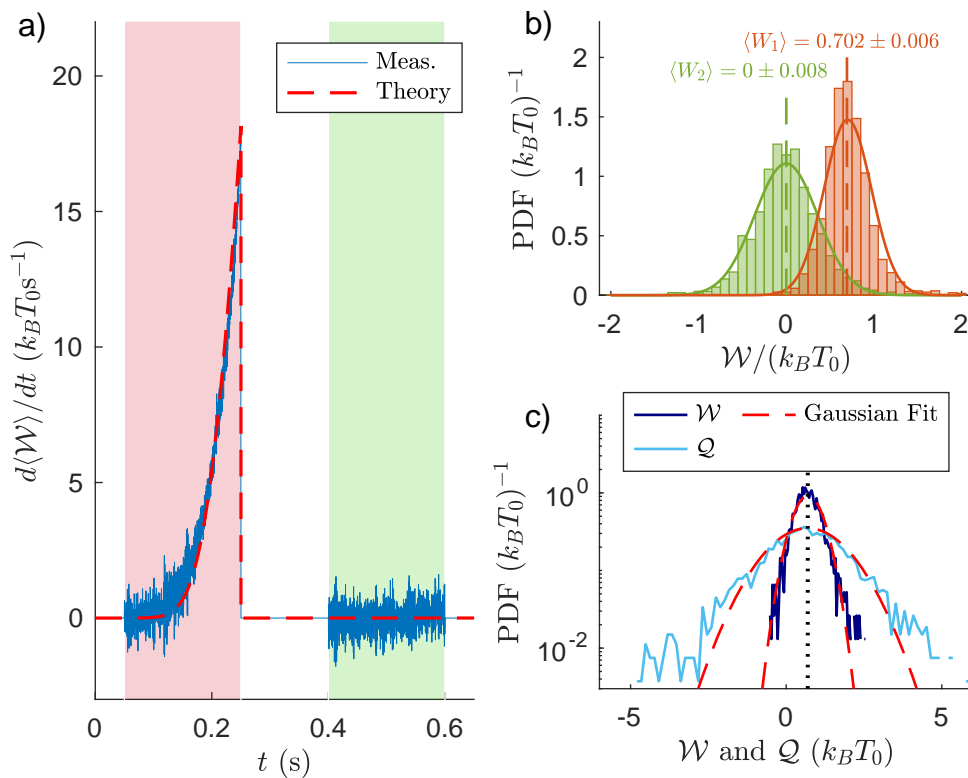 a)
20
15
10
5
0
d⟨𝒲⟩/dt (k_BT_0s^{-1})
Meas.
Theory
0 0.2 0.4 0.6
t (s)
b)
⟨W_1⟩ = 0.702 ± 0.006
⟨W_2⟩ = 0 ± 0.008
2
1.5
1
0.5
0
PDF (k_BT_0)^{-1}
-2 -1 0 1 2
𝒲/(k_BT_0)
c)
𝒲
Gaussian Fit
𝒬
10^0
10^{-2}
PDF (k_BT_0)^{-1}
-5 0 5
𝒲 and 𝒬 (k_BT_0)